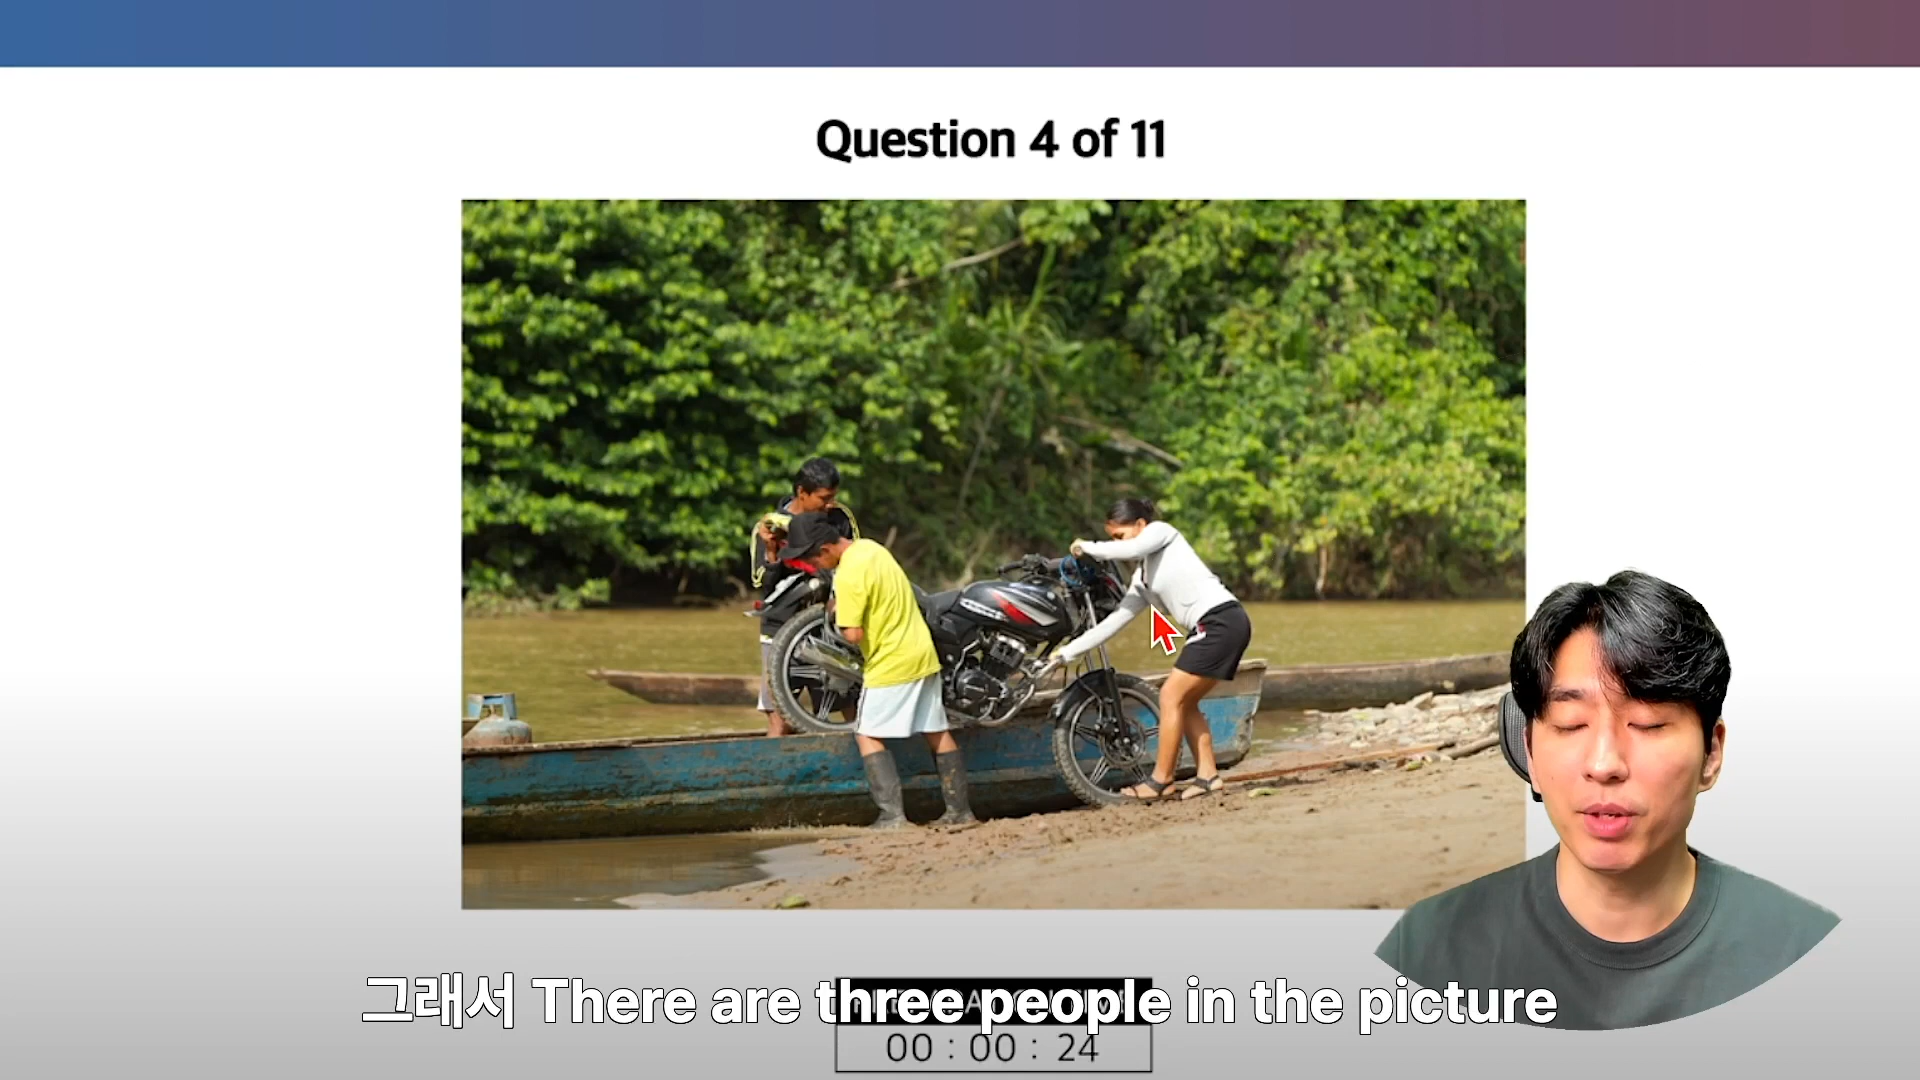 Question 4 of 11
그래서 There are three people in the picture
00 : 00 : 24